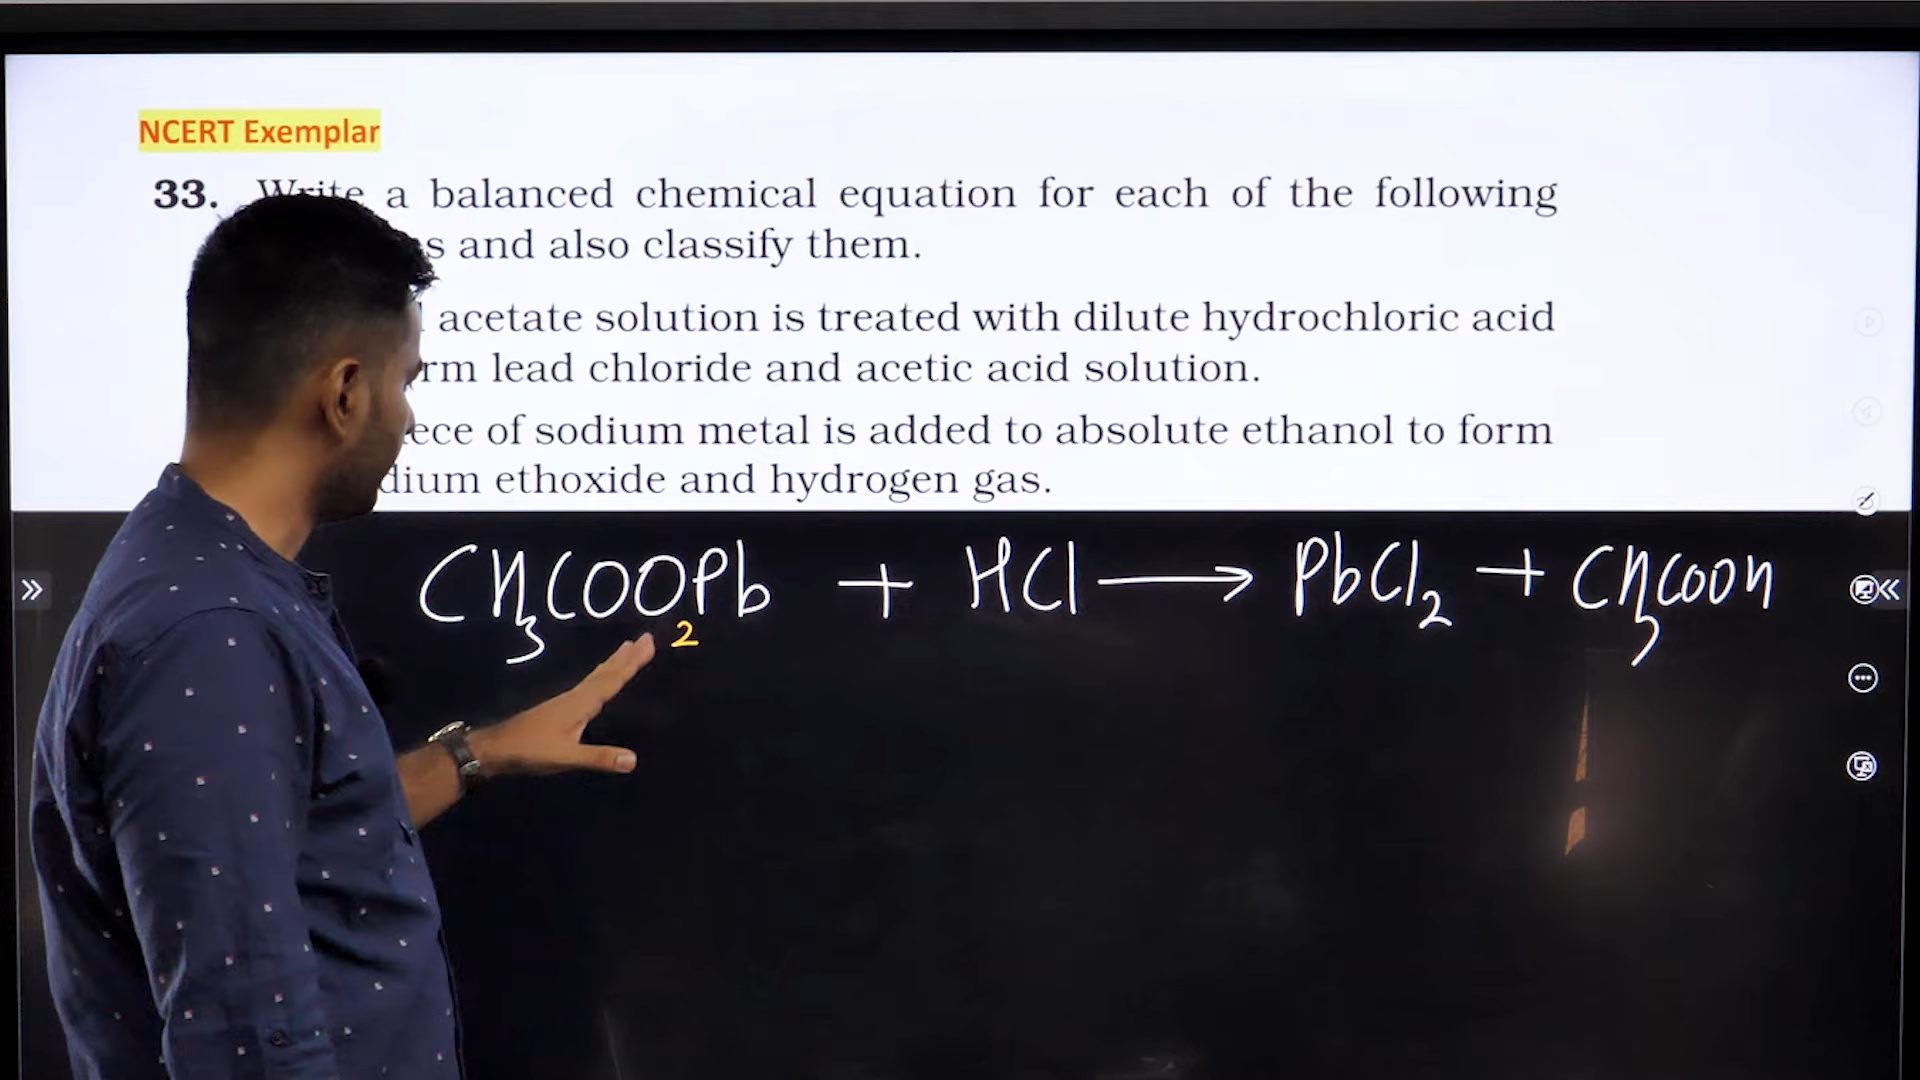 NCERT Exemplar
33. Write a balanced chemical equation for each of the following
s and also classify them.
acetate solution is treated with dilute hydrochloric acid
rm lead chloride and acetic acid solution.
ece of sodium metal is added to absolute ethanol to form
dium ethoxide and hydrogen gas.
CH₃COO₂Pb + HCl → PbCl₂ + CH₃COOH